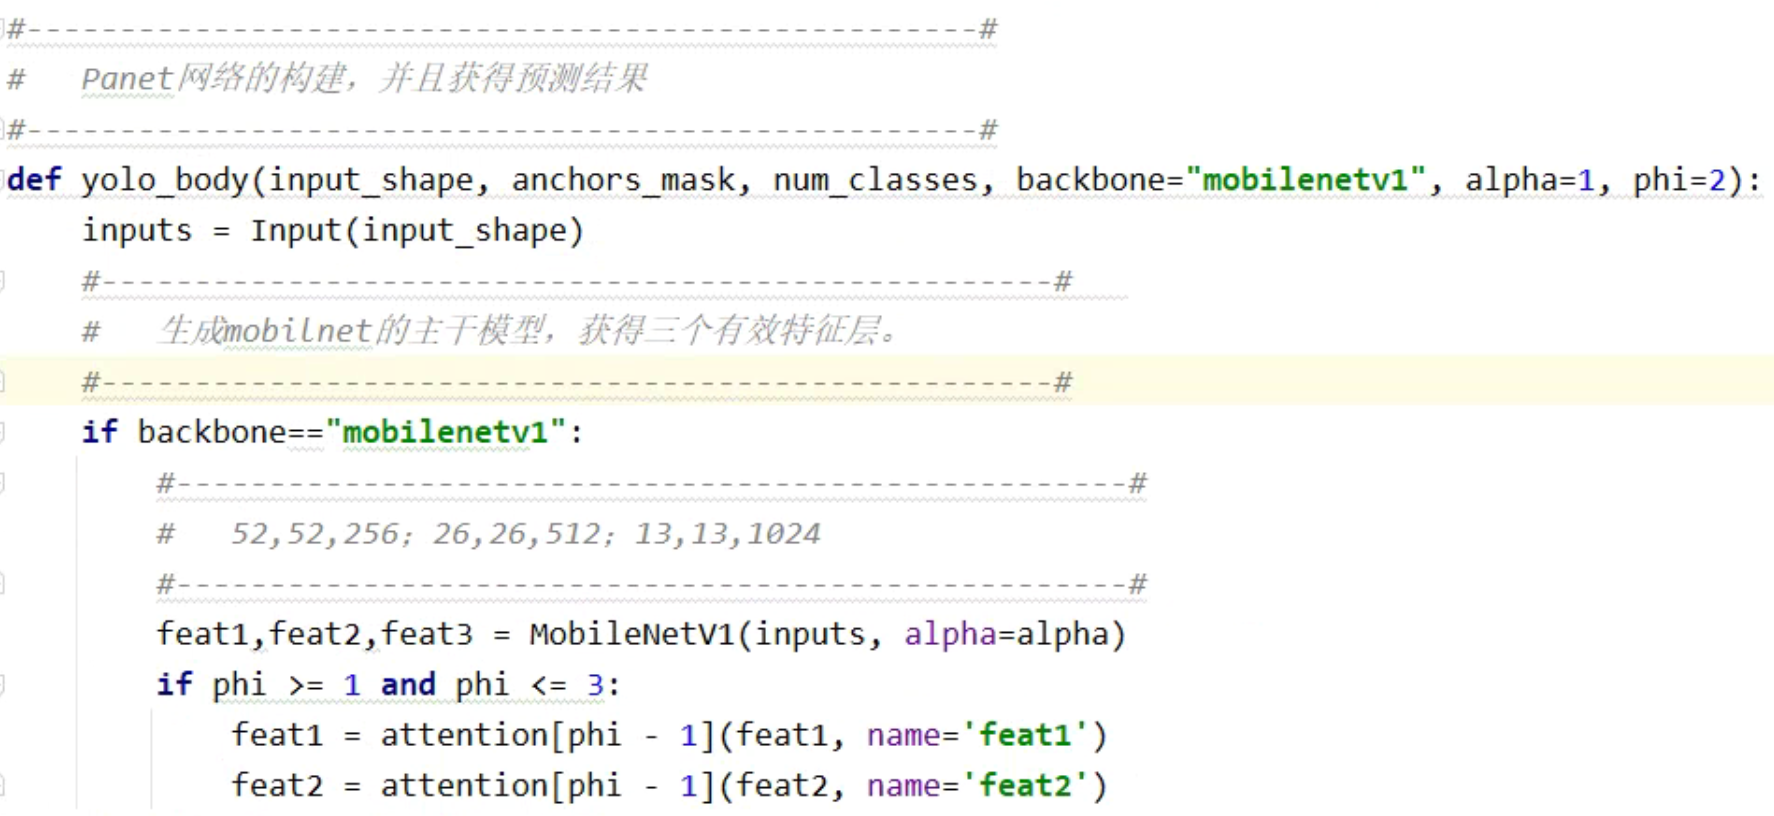 #---------------------------------------------------#
#   Panet网络的构建，并且获得预测结果
#---------------------------------------------------#
def yolo_body(input_shape, anchors_mask, num_classes, backbone="mobilenetv1", alpha=1, phi=2):
    inputs = Input(input_shape)
    #---------------------------------------------------#
    #   生成mobilnet的主干模型，获得三个有效特征层。
    #---------------------------------------------------#
    if backbone=="mobilenetv1":
        #---------------------------------------------------#
        #   52,52,256；26,26,512；13,13,1024
        #---------------------------------------------------#
        feat1,feat2,feat3 = MobileNetV1(inputs, alpha=alpha)
        if phi >= 1 and phi <= 3:
            feat1 = attention[phi - 1](feat1, name='feat1')
            feat2 = attention[phi - 1](feat2, name='feat2')